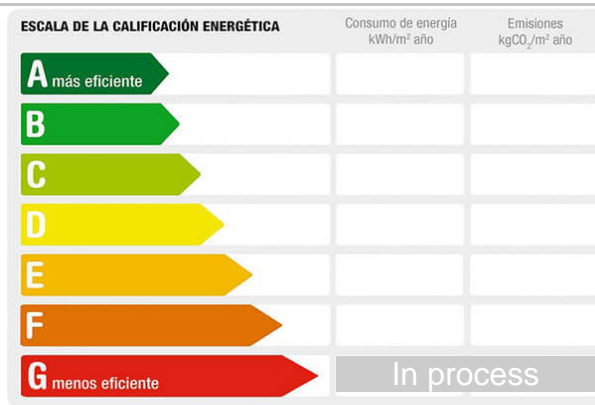 ESCALA DE LA CALIFICACIÓN ENERGÉTICA
Consumo de energía
kWh/m² año
Emisiones
kgCO₂/m² año
A más eficiente
B
C
D
E
F
G menos eficiente
In process